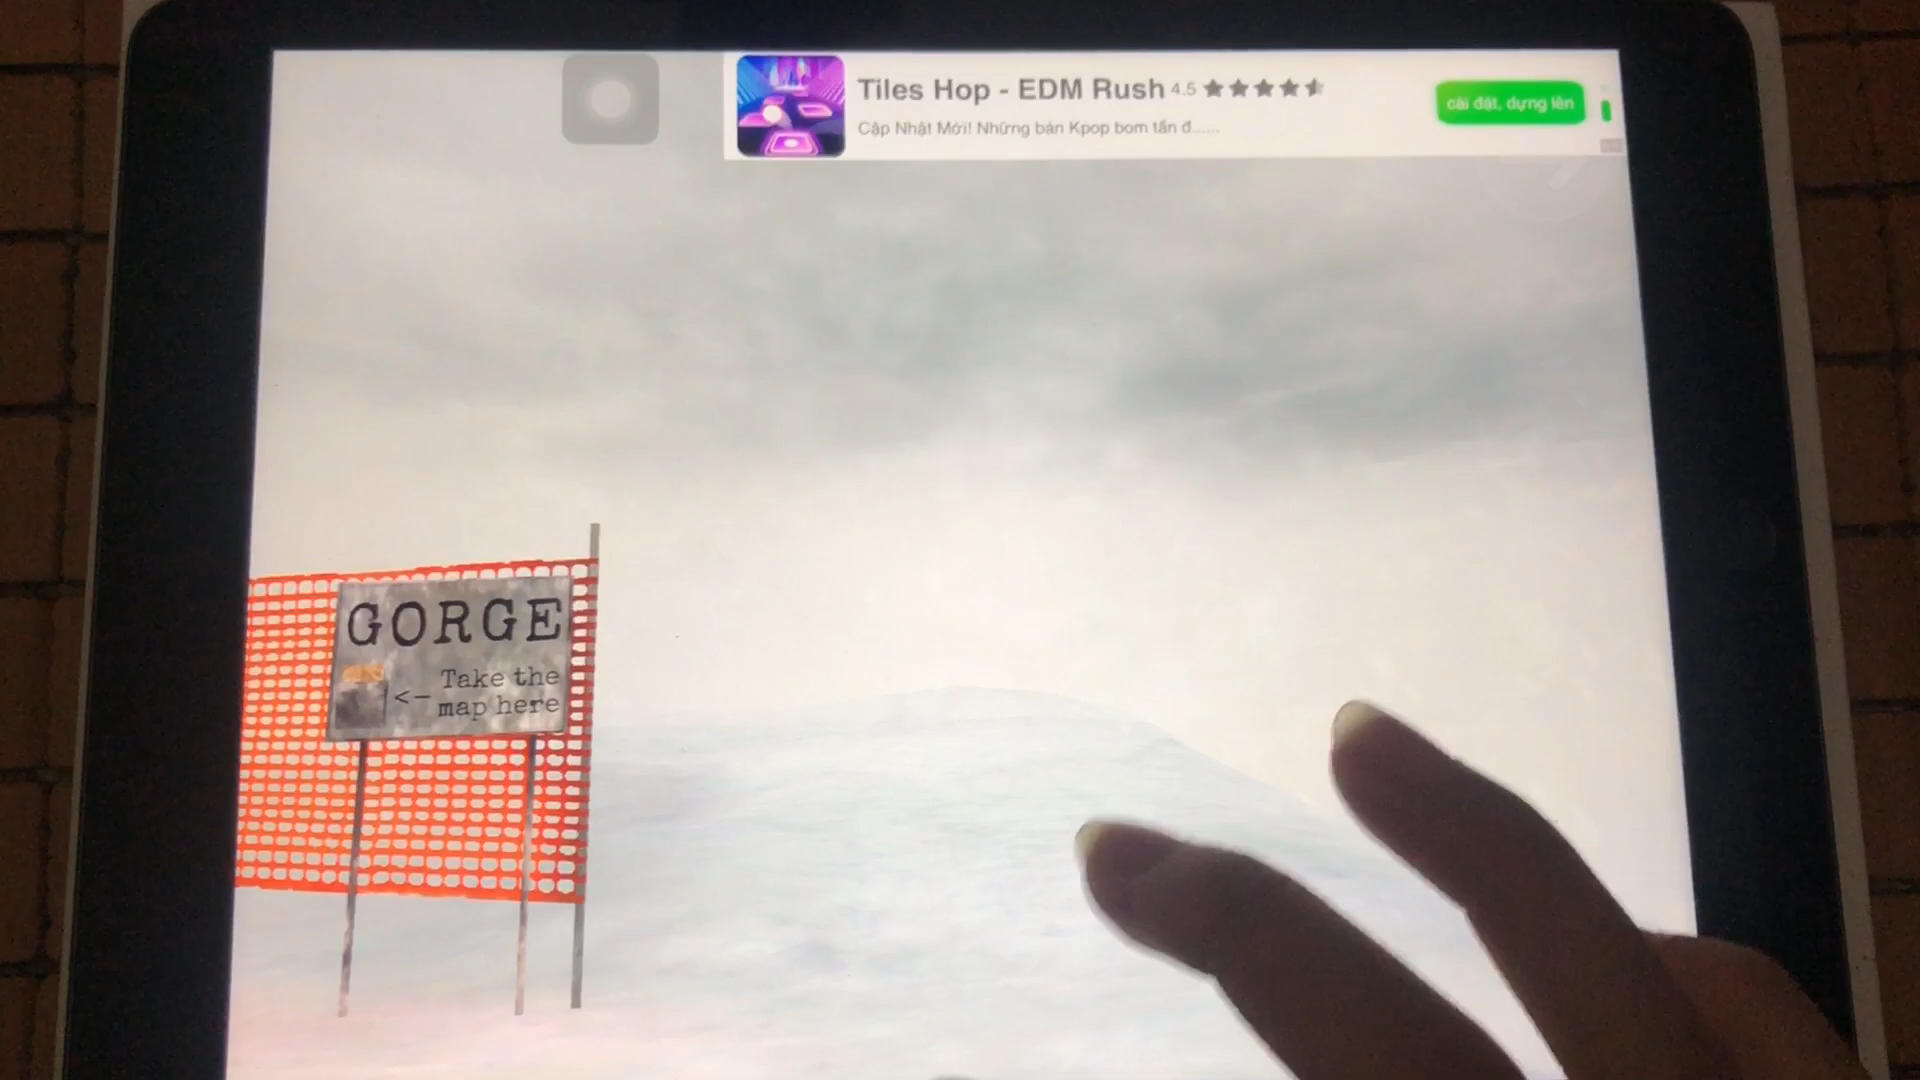 Tiles Hop - EDM Rush 4.5
Cập Nhật Mới! Những bản Kpop bom tấn đ......
cài đặt, dựng lên
GORGE
<- Take the
map here